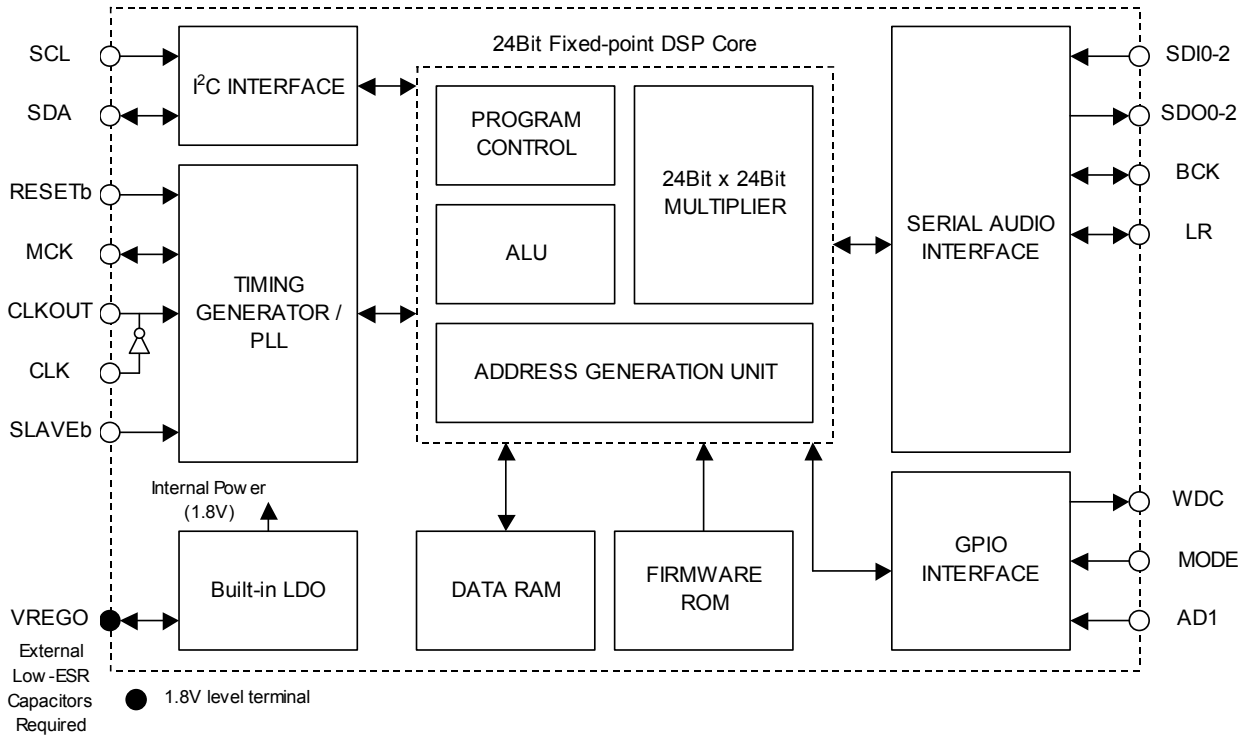 24Bit Fixed-point DSP Core
SCL
SDA
I²C INTERFACE
RESETb
MCK
CLKOUT
CLK
SLAVEb
TIMING
GENERATOR /
PLL
PROGRAM
CONTROL
ALU
24Bit x 24Bit
MULTIPLIER
ADDRESS GENERATION UNIT
SERIAL AUDIO
INTERFACE
SDI0-2
SDO0-2
BCK
LR
Internal Power
(1.8V)
Built-in LDO
DATA RAM
FIRMWARE
ROM
GPIO
INTERFACE
WDC
MODE
AD1
VREGO
External
Low-ESR
Capacitors
Required
1.8V level terminal